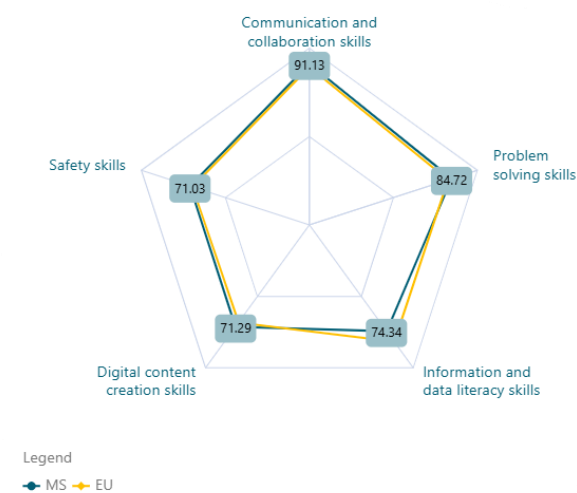 Communication and
collaboration skills
91.13
Problem
solving skills
84.72
Safety skills
71.03
71.29
74.34
Digital content
creation skills
Information and
data literacy skills
Legend
MS EU